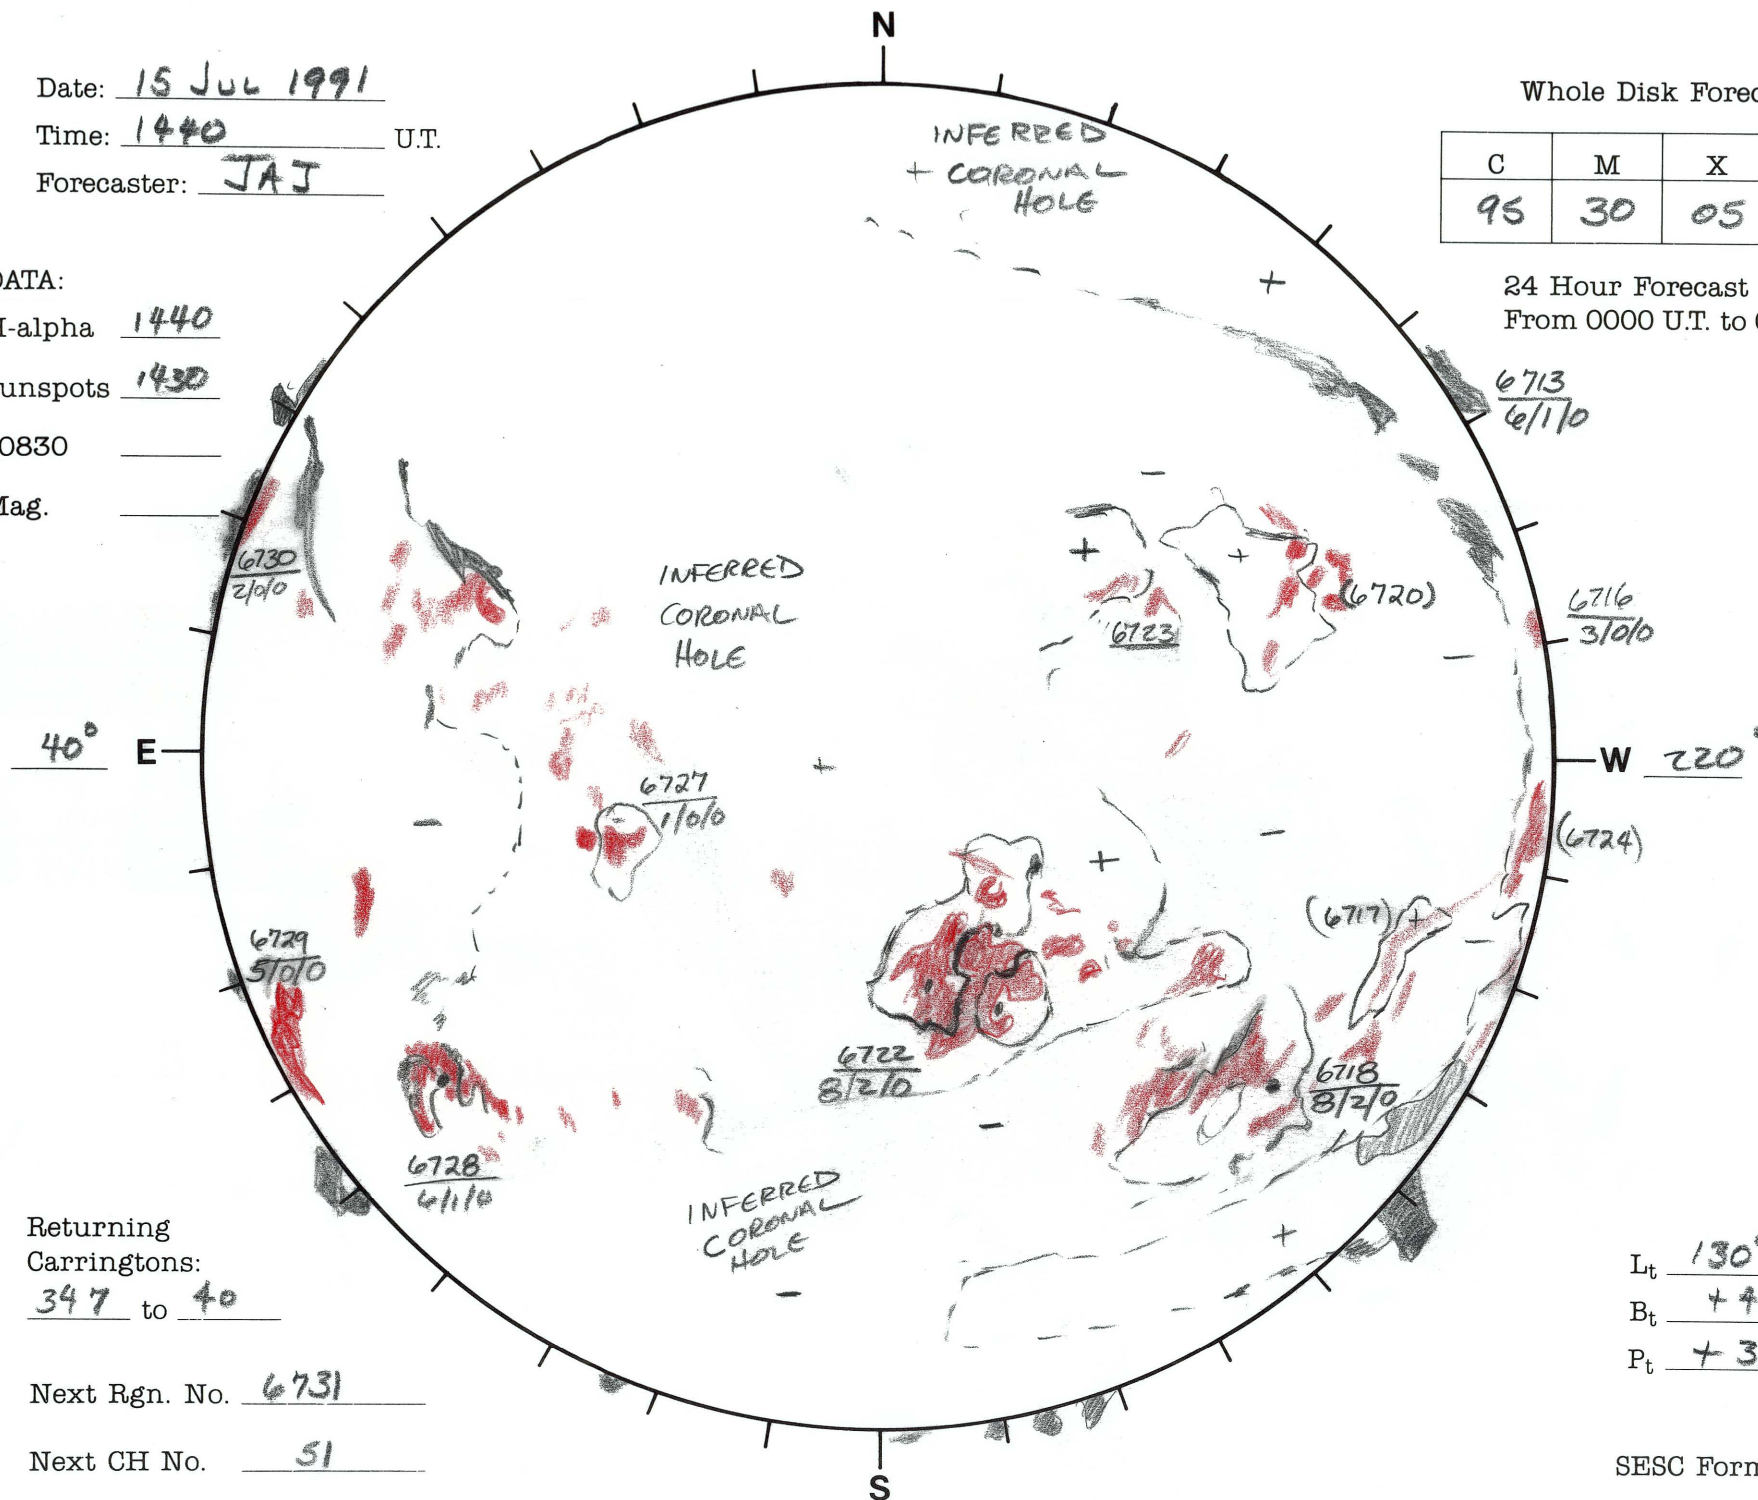 N
Date: 15 JUL 1991
Time: 1440 U.T.
Forecaster: JAJ
Whole Disk Forec
C M X
95 30 05
24 Hour Forecast
From 0000 U.T. to
DATA:
I-alpha 1440
unspots 1430
0830
Mag.
INFERRED
+ CORONAL
HOLE
+
6713
6/1/0
-
6730
2/0/0
INFERRED
CORONAL
HOLE
+
+
(6720)
6723
6716
3/0/0
-
40° E
W 220°
+
6727
1/0/0
-
-
-
+
(6724)
(6717)
+
-
6729
5/0/0
6722
8/2/0
6718
8/2/0
-
6728
6/1/0
INFERRED
CORONAL
HOLE
-
+
Returning
Carringtons:
347 to 40
Next Rgn. No. 6731
Next CH No. 51
Lt 130°
Bt + 4
Pt + 3
SESC Form
S